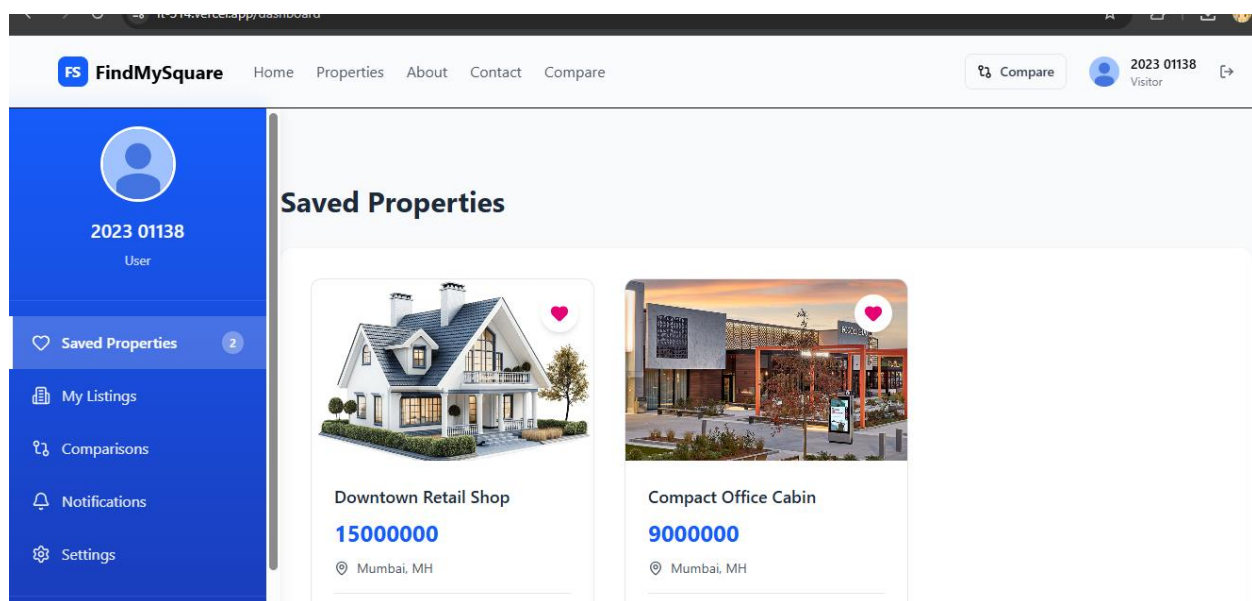 FS FindMySquare Home Properties About Contact Compare
Compare
2023 01138
Visitor
2023 01138
User
Saved Properties 2
My Listings
Comparisons
Notifications
Settings
Saved Properties
Downtown Retail Shop
15000000
Mumbai, MH
Compact Office Cabin
9000000
Mumbai, MH